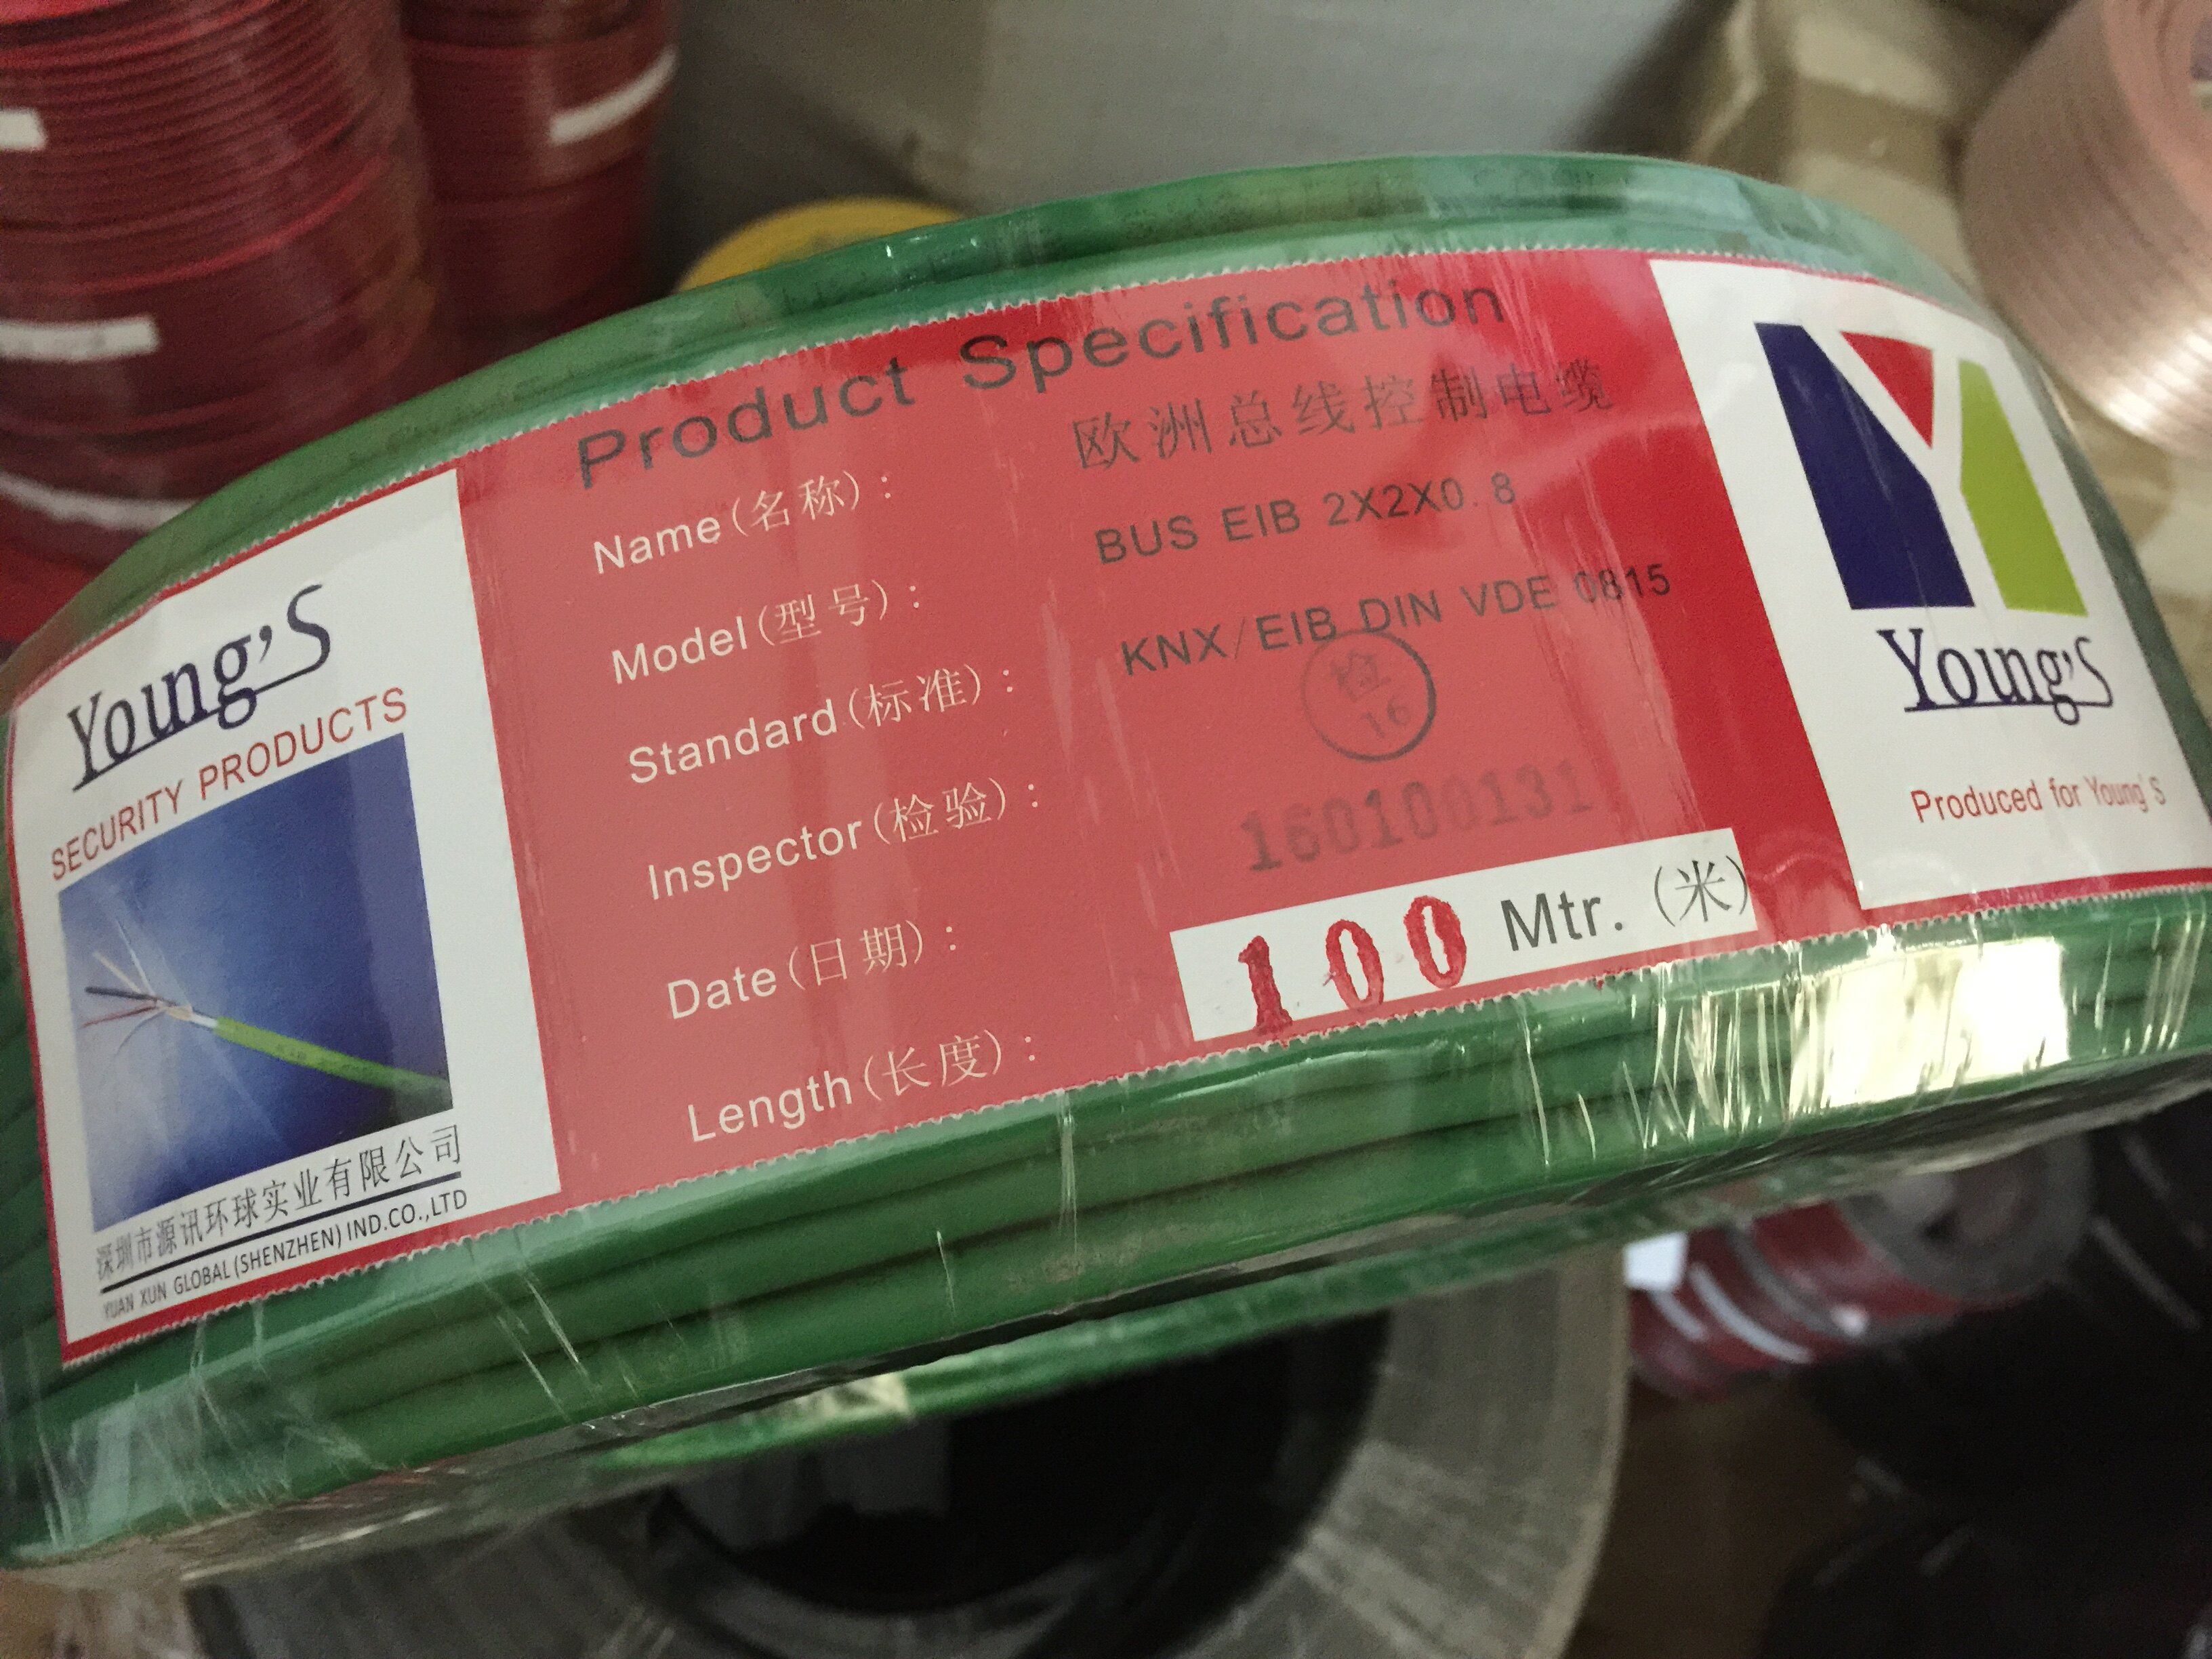 Young'S
SECURITY PRODUCTS
深圳市源讯环球实业有限公司
YUAN XUN GLOBAL (SHENZHEN) IND.CO.,LTD
Product Specification
Name(名称): 欧洲总线控制电缆
Model(型号): BUS EIB 2X2X0.8
Standard(标准): KNX/EIB DIN VDE 0815
Inspector(检验): 检 16
Date(日期): 160100131
Length(长度): 100 Mtr. (米)
Young'S
Produced for Young'S